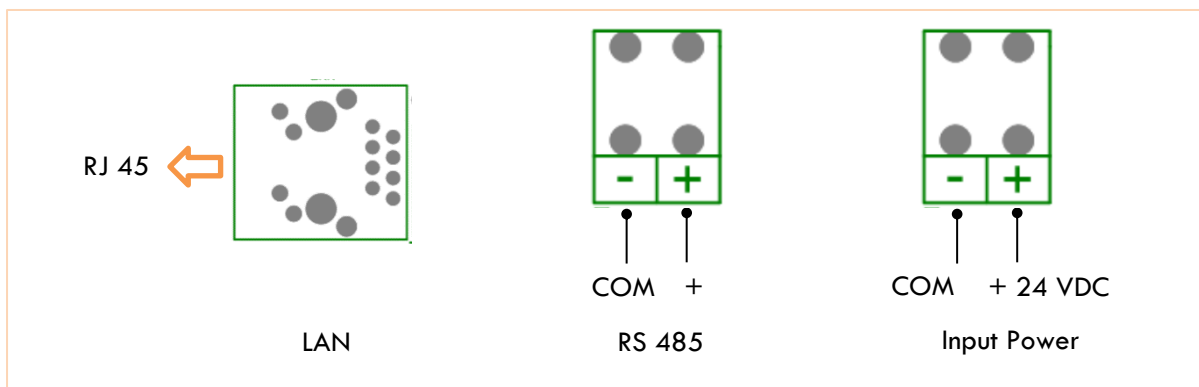 RJ 45
- +
- +
COM +
COM + 24 VDC
LAN
RS 485
Input Power